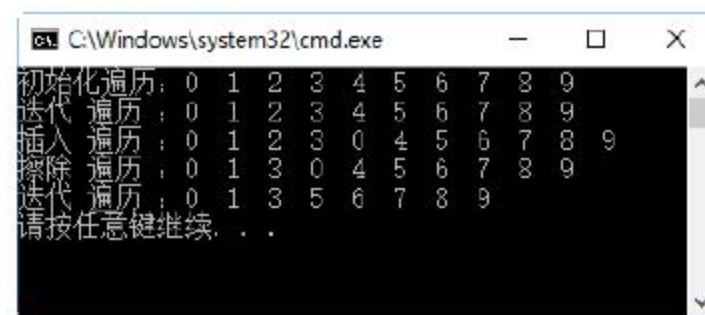 C:\Windows\system32\cmd.exe
初始化遍历: 0 1 2 3 4 5 6 7 8 9
迭代 遍历 : 0 1 2 3 4 5 6 7 8 9
插入 遍历 : 0 1 2 3 0 4 5 6 7 8 9
擦除 遍历 : 0 1 3 0 4 5 6 7 8 9
迭代 遍历 : 0 1 3 5 6 7 8 9
请按任意键继续. . .